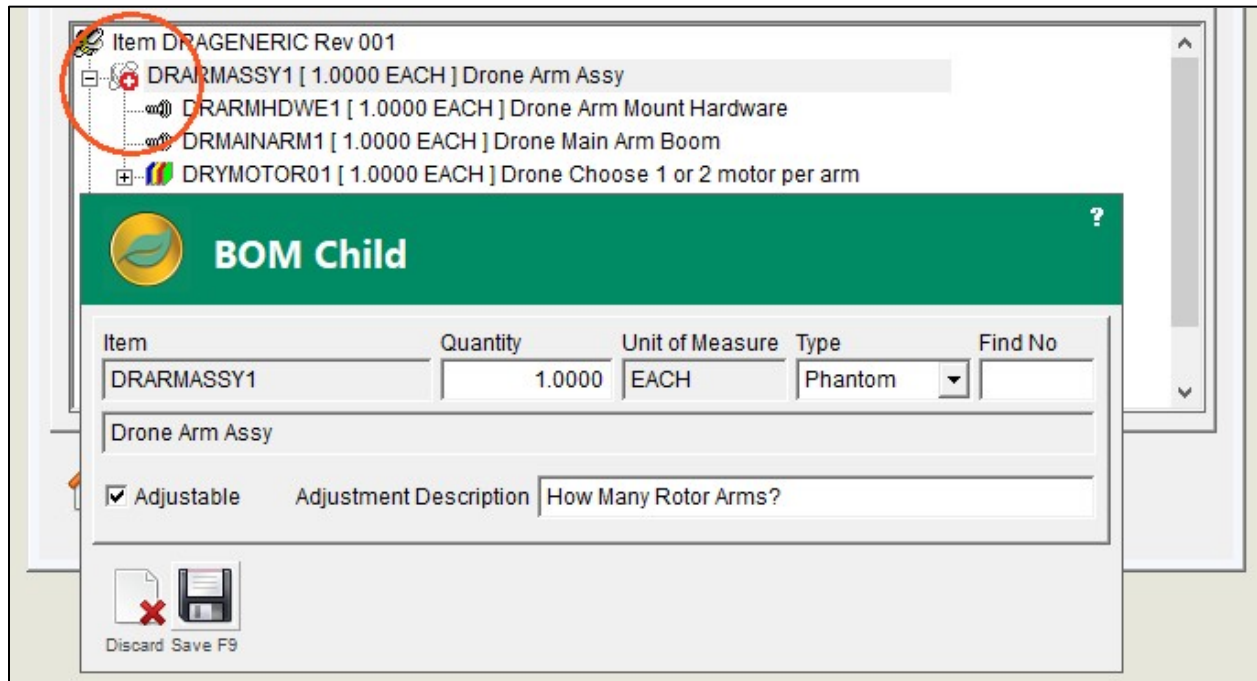 Item DRAGENERIC Rev 001
DRARMASSY1 [ 1.0000 EACH ] Drone Arm Assy
DRARMHDWE1 [ 1.0000 EACH ] Drone Arm Mount Hardware
DRMAINARM1 [ 1.0000 EACH ] Drone Main Arm Boom
DRYMOTOR01 [ 1.0000 EACH ] Drone Choose 1 or 2 motor per arm
?
BOM Child
Item Quantity Unit of Measure Type Find No
DRARMASSY1 1.0000 EACH Phantom
Drone Arm Assy
Adjustable Adjustment Description How Many Rotor Arms?
Discard Save F9